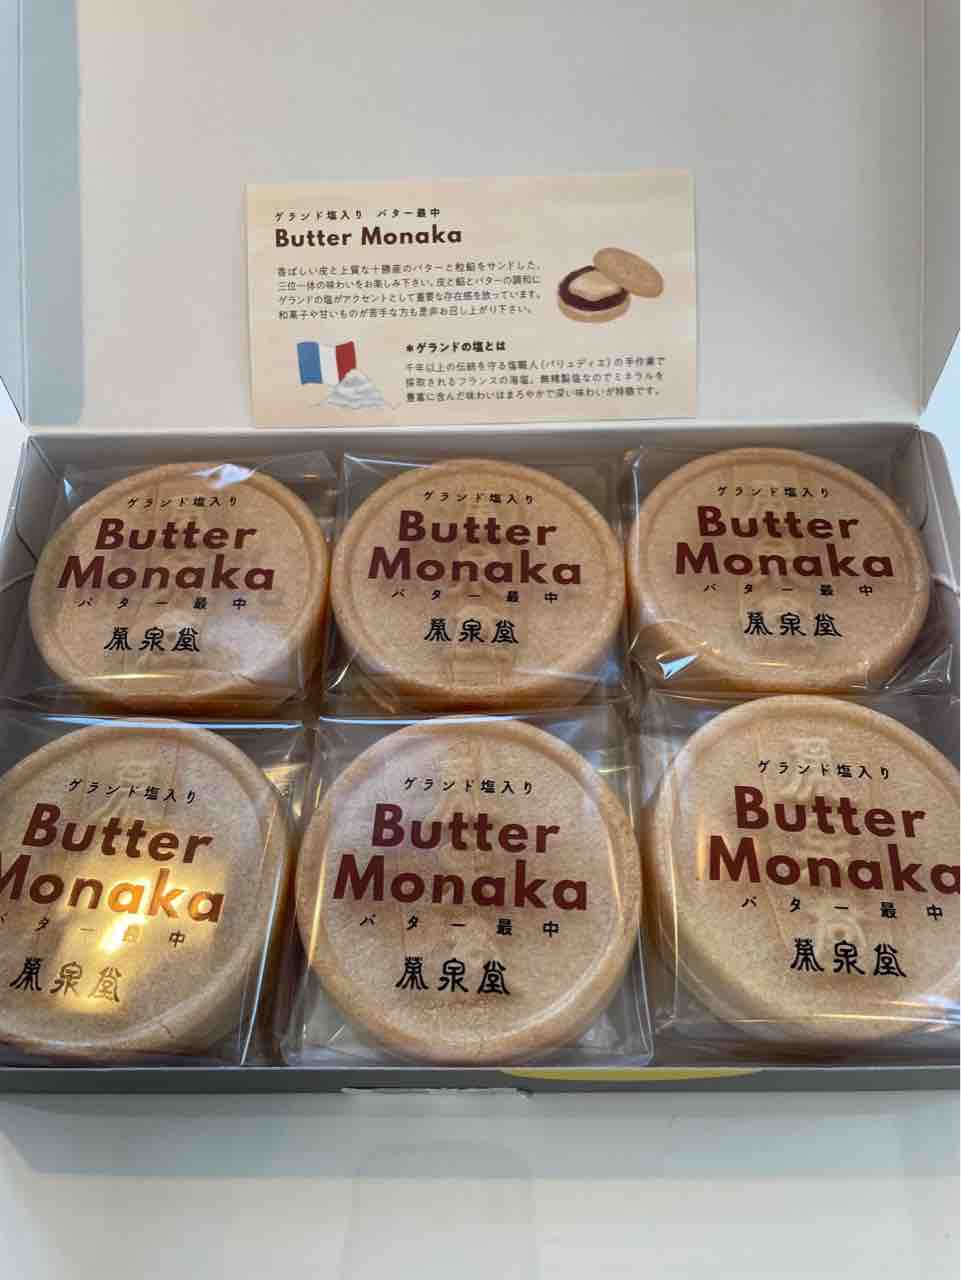 ゲランド塩入り バター最中
Butter Monaka
香ばしい皮と上質な十勝産のバターと粒餡をサンドした、
三位一体の味わいをお楽しみ下さい。皮と餡とバターの調和に
ゲランドの塩がアクセントとして重要な存在感を放っています。
和菓子や甘いものが苦手な方も是非お召し上がり下さい。
*ゲランドの塩とは
千年以上の伝統を守る塩職人(パリュディエ)の手作業で
採取されるフランスの海塩。無精製塩なのでミネラルを
豊富に含んだ味わいはまろやかで深い味わいが特徴です。
ゲランド塩入り
Butter
Monaka
バター最中
榮泉堂
ゲランド塩入り
Butter
Monaka
バター最中
榮泉堂
ゲランド塩入り
Butter
Monaka
バター最中
榮泉堂
ゲランド塩入り
Butter
Monaka
バター最中
榮泉堂
ゲランド塩入り
Butter
Monaka
バター最中
榮泉堂
ゲランド塩入り
Butter
Monaka
バター最中
榮泉堂